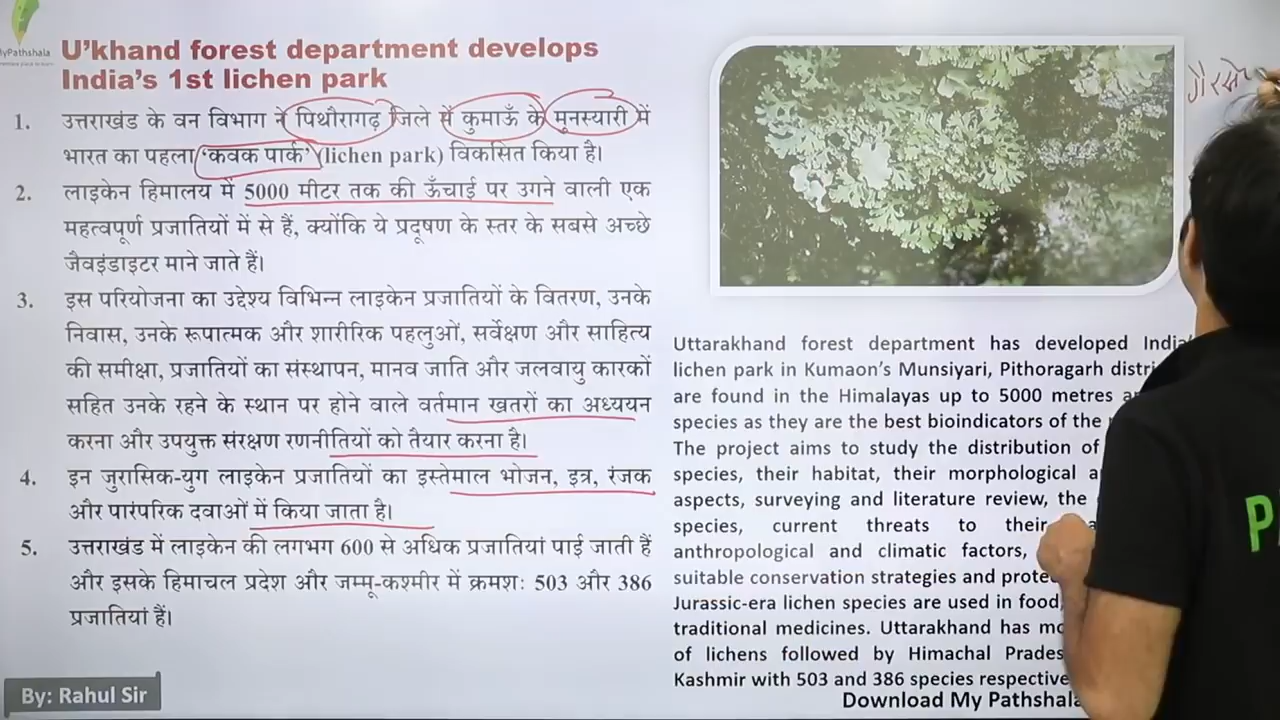 MyPathshala
U'khand forest department develops
India's 1st lichen park
1. उत्तराखंड के वन विभाग ने पिथौरागढ़ जिले में कुमाऊँ के मुनस्यारी में
भारत का पहला 'कवक पार्क' (lichen park) विकसित किया है।
2. लाइकेन हिमालय में 5000 मीटर तक की ऊँचाई पर उगने वाली एक
महत्वपूर्ण प्रजातियों में से हैं, क्योंकि ये प्रदूषण के स्तर के सबसे अच्छे
जैवइंडाइटर माने जाते हैं।
3. इस परियोजना का उद्देश्य विभिन्न लाइकेन प्रजातियों के वितरण, उनके
निवास, उनके रूपात्मक और शारीरिक पहलुओं, सर्वेक्षण और साहित्य
की समीक्षा, प्रजातियों का संस्थापन, मानव जाति और जलवायु कारकों
सहित उनके रहने के स्थान पर होने वाले वर्तमान खतरों का अध्ययन
करना और उपयुक्त संरक्षण रणनीतियों को तैयार करना है।
4. इन जुरासिक-युग लाइकेन प्रजातियों का इस्तेमाल भोजन, इत्र, रंजक
और पारंपरिक दवाओं में किया जाता है।
5. उत्तराखंड में लाइकेन की लगभग 600 से अधिक प्रजातियां पाई जाती हैं
और इसके हिमाचल प्रदेश और जम्मू-कश्मीर में क्रमश: 503 और 386
प्रजातियां हैं।
Uttarakhand forest department has developed India'
lichen park in Kumaon's Munsiyari, Pithoragarh distri
are found in the Himalayas up to 5000 metres a
species as they are the best bioindicators of the
The project aims to study the distribution of
species, their habitat, their morphological a
aspects, surveying and literature review, the
species, current threats to their
anthropological and climatic factors,
suitable conservation strategies and prote
Jurassic-era lichen species are used in food,
traditional medicines. Uttarakhand has mo
of lichens followed by Himachal Prades
Kashmir with 503 and 386 species respective
Download My Pathshala
By: Rahul Sir